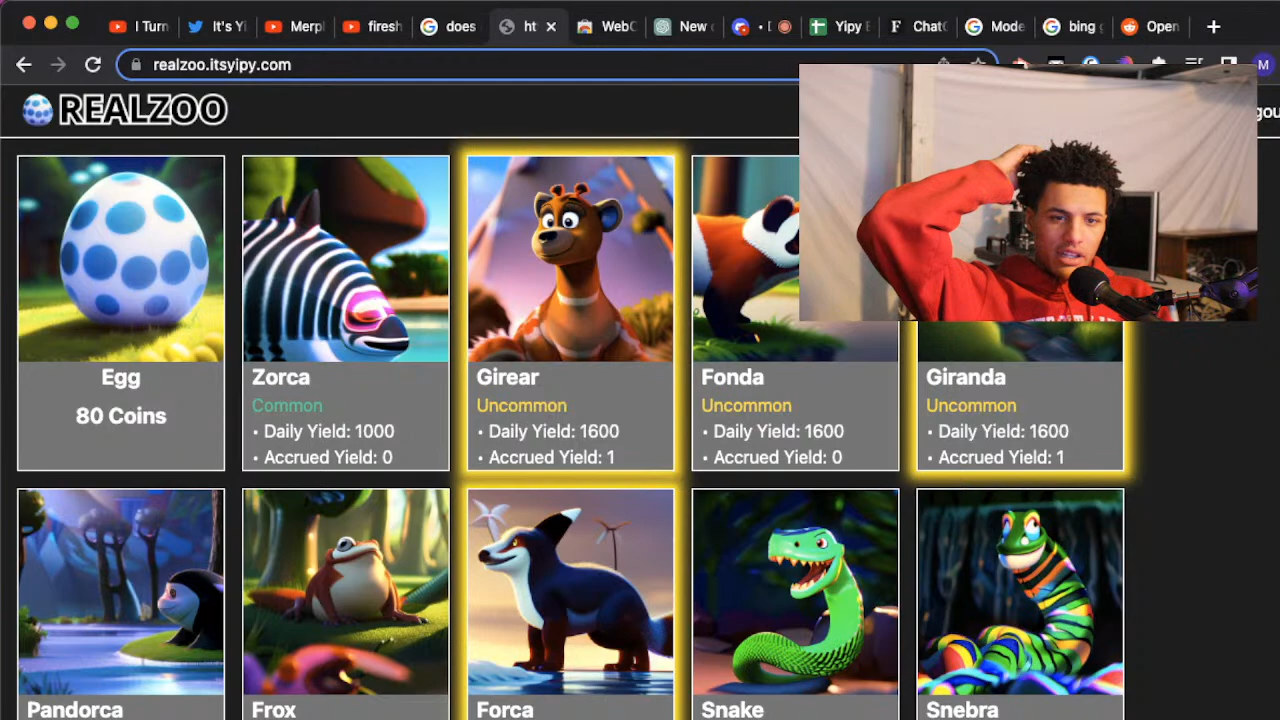 I Turn
It's Yi
Merpl
firesh
does
ht
WebC
New c
• [
Yipy E
ChatG
Mode
bing g
Open
realzoo.itsyipy.com
M
REALZOO
gou
Egg
80 Coins
Zorca
Common
• Daily Yield: 1000
• Accrued Yield: 0
Girear
Uncommon
• Daily Yield: 1600
• Accrued Yield: 1
Fonda
Uncommon
• Daily Yield: 1600
• Accrued Yield: 0
Giranda
Uncommon
• Daily Yield: 1600
• Accrued Yield: 1
Pandorca
Frox
Forca
Snake
Snebra